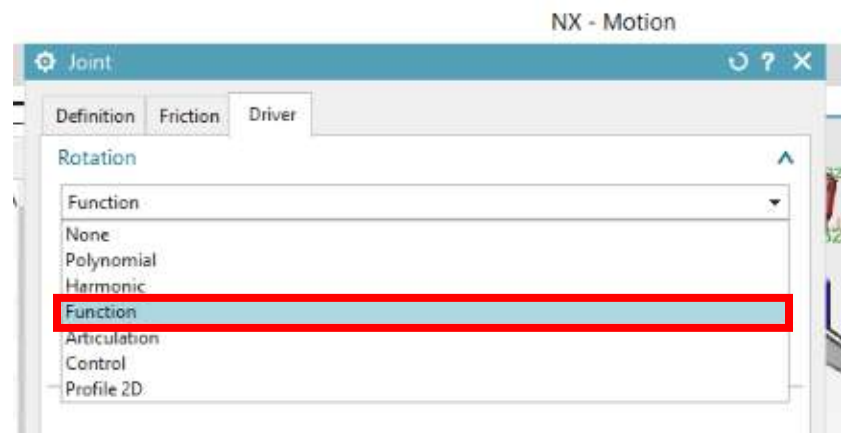 NX - Motion
Joint
?
Definition Friction Driver
Rotation
Function
None
Polynomial
Harmonic
Function
Articulation
Control
Profile 2D